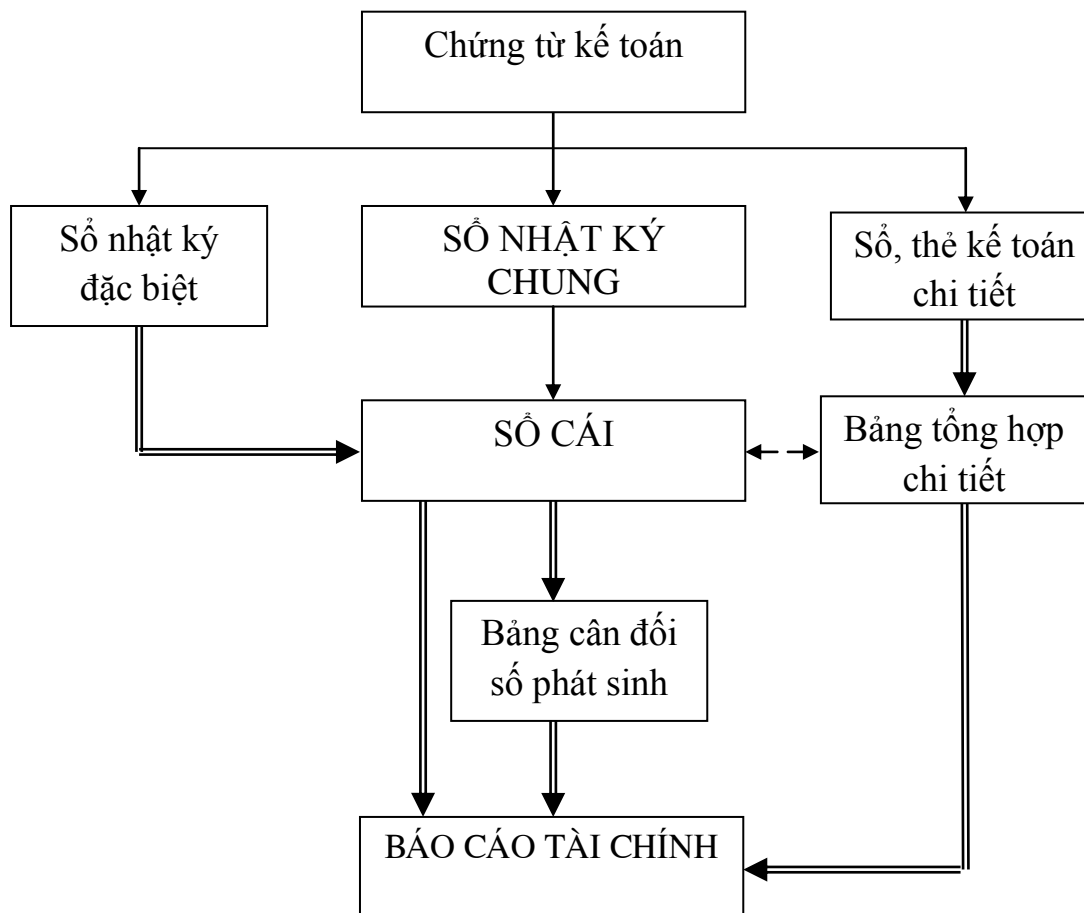 Chứng từ kế toán
Sổ nhật ký
đặc biệt
SỔ NHẬT KÝ
CHUNG
Sổ, thẻ kế toán
chi tiết
SỔ CÁI
Bảng tổng hợp
chi tiết
Bảng cân đối
số phát sinh
BÁO CÁO TÀI CHÍNH